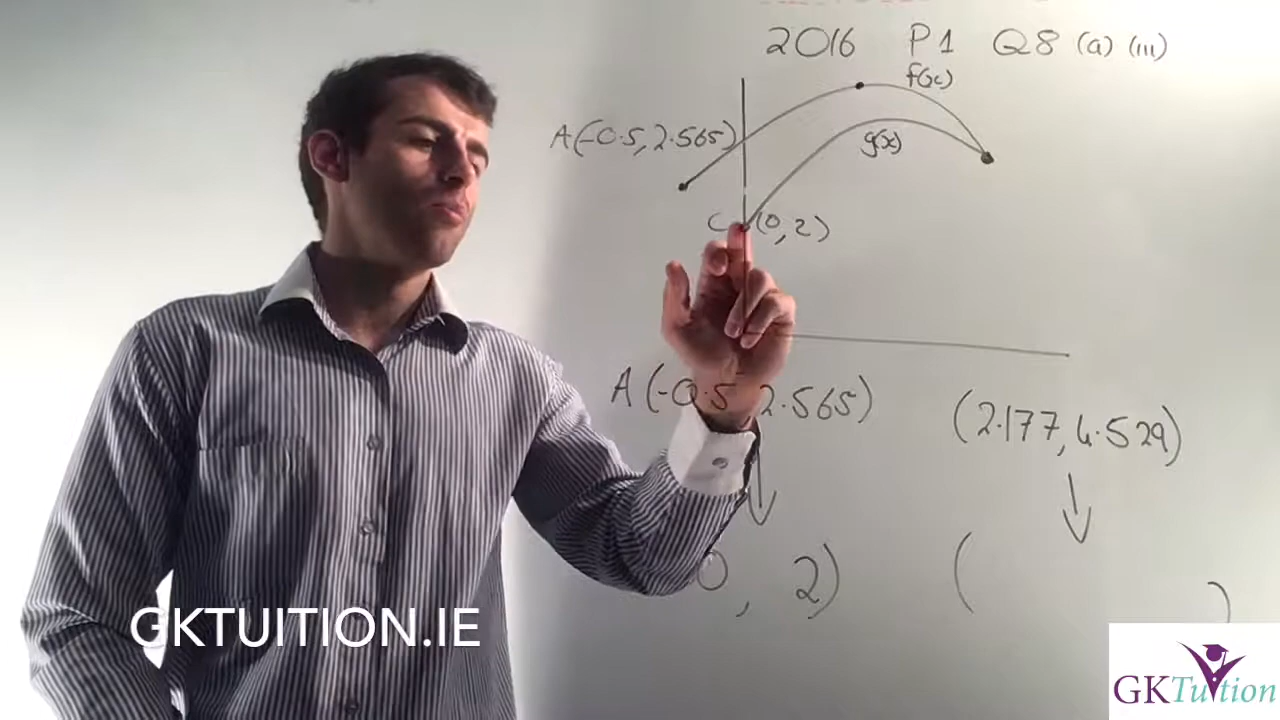 2016 P1 Q8 (a) (iii)
f(x)
A(-0.5, 2.565)
g(x)
C (0, 2)
A(-0.5, 2.565) (2.177, 4.529)
0, 2) ( )
GKTUITION.IE
GKTuition